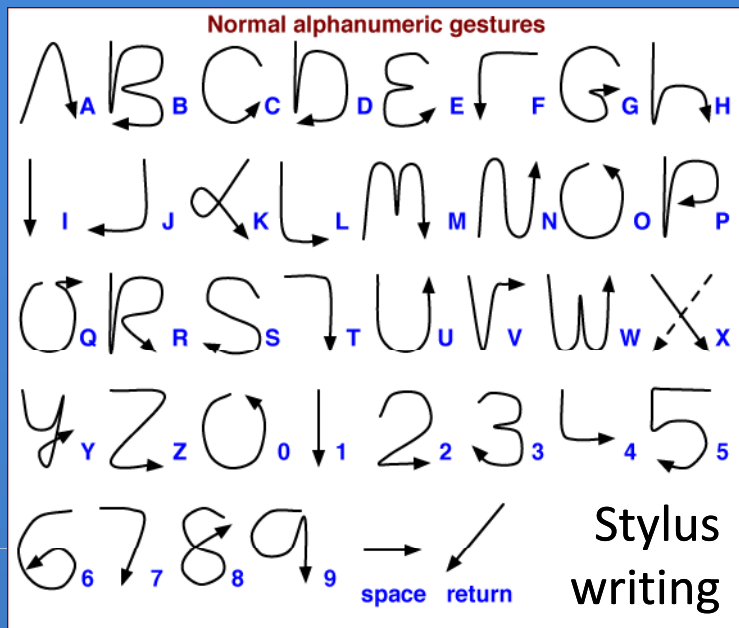 Normal alphanumeric gestures
A B C D E F G H
I J K L M N O P
Q R S T U V W X
Y Z 0 1 2 3 4 5
6 7 8 9 space return
Stylus
writing